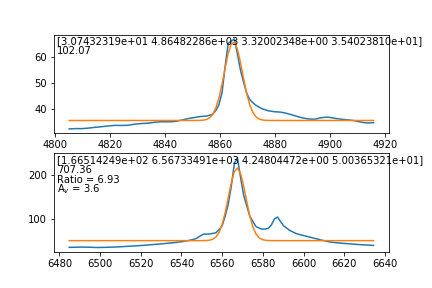 [3.07432319e+01 4.86482286e+03 3.32002348e+00 3.54023810e+01]
102.07
60
40
4800 4820 4840 4860 4880 4900 4920
[1.66514249e+02 6.56733491e+03 4.24804472e+00 5.00365321e+01]
707.36
Ratio = 6.93
Av = 3.6
200
100
6480 6500 6520 6540 6560 6580 6600 6620 6640